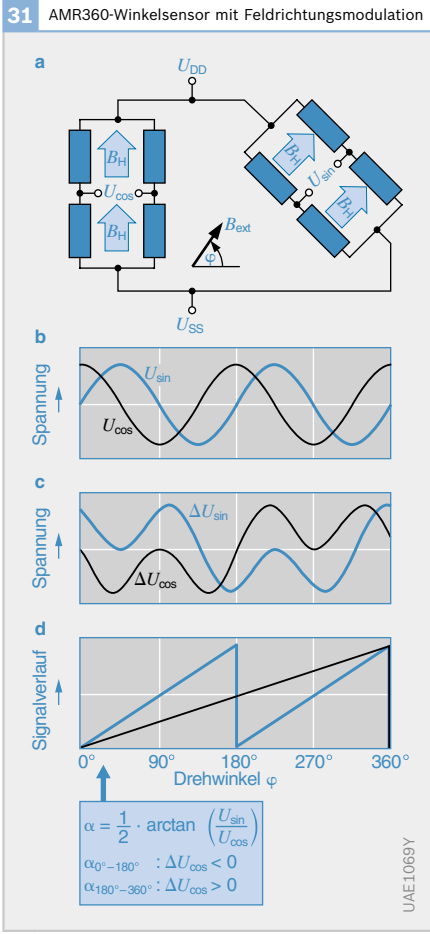 31 AMR360-Winkelsensor mit Feldrichtungsmodulation
a
U_DD
B_H
B_H
U_cos
B_H
B_H
U_sin
B_ext
φ
U_SS
b
Spannung
U_sin
U_cos
c
Spannung
ΔU_sin
ΔU_cos
d
Signalverlauf
0° 90° 180° 270° 360°
Drehwinkel φ
α = 1/2 · arctan (U_sin/U_cos)
α_0°–180° : ΔU_cos < 0
α_180°–360° : ΔU_cos > 0
UAE1069Y